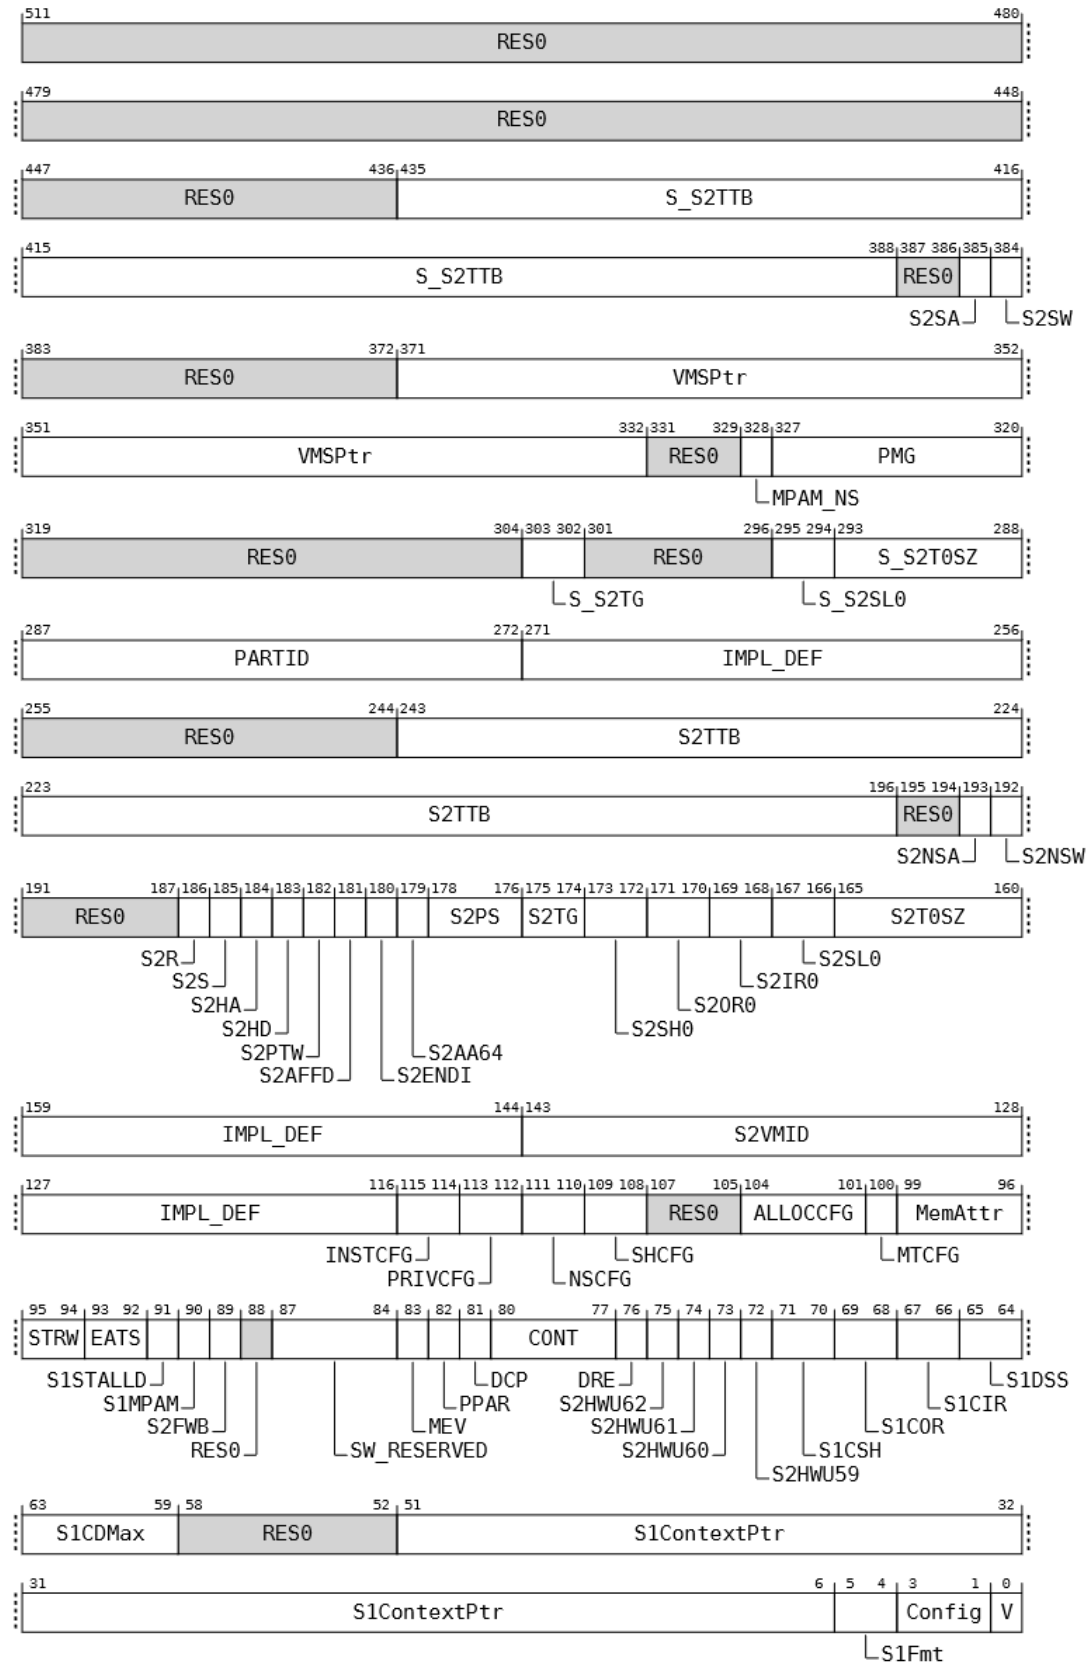 511 480
RES0
479 448
RES0
447 436 435 416
RES0 S_S2TTB
415 388 387 386 385 384
S_S2TTB RES0
S2SA S2SW
383 372 371 352
RES0 VMSPtr
351 332 331 329 328 327 320
VMSPtr RES0 PMG
MPAM_NS
319 304 303 302 301 296 295 294 293 288
RES0 RES0 S_S2T0SZ
S_S2TG S_S2SL0
287 272 271 256
PARTID IMPL_DEF
255 244 243 224
RES0 S2TTB
223 196 195 194 193 192
S2TTB RES0
S2NSA S2NSW
191 187 186 185 184 183 182 181 180 179 178 176 175 174 173 172 171 170 169 168 167 166 165 160
RES0 S2PS S2TG S2T0SZ
S2R S2SL0
S2S S2IR0
S2HA S2OR0
S2HD S2SH0
S2PTW S2AA64
S2AFFD S2ENDI
159 144 143 128
IMPL_DEF S2VMID
127 116 115 114 113 112 111 110 109 108 107 105 104 101 100 99 96
IMPL_DEF RES0 ALLOCCFG MemAttr
INSTCFG SHCFG MTCFG
PRIVCFG NSCFG
95 94 93 92 91 90 89 88 87 84 83 82 81 80 77 76 75 74 73 72 71 70 69 68 67 66 65 64
STRW EATS CONT
S1STALLD DCP DRE S1DSS
S1MPAM PPAR S2HWU62 S1CIR
S2FWB MEV S2HWU61 S1COR
RES0 SW_RESERVED S2HWU60 S1CSH
S2HWU59
63 59 58 52 51 32
S1CDMax RES0 S1ContextPtr
31 6 5 4 3 1 0
S1ContextPtr Config V
S1Fmt